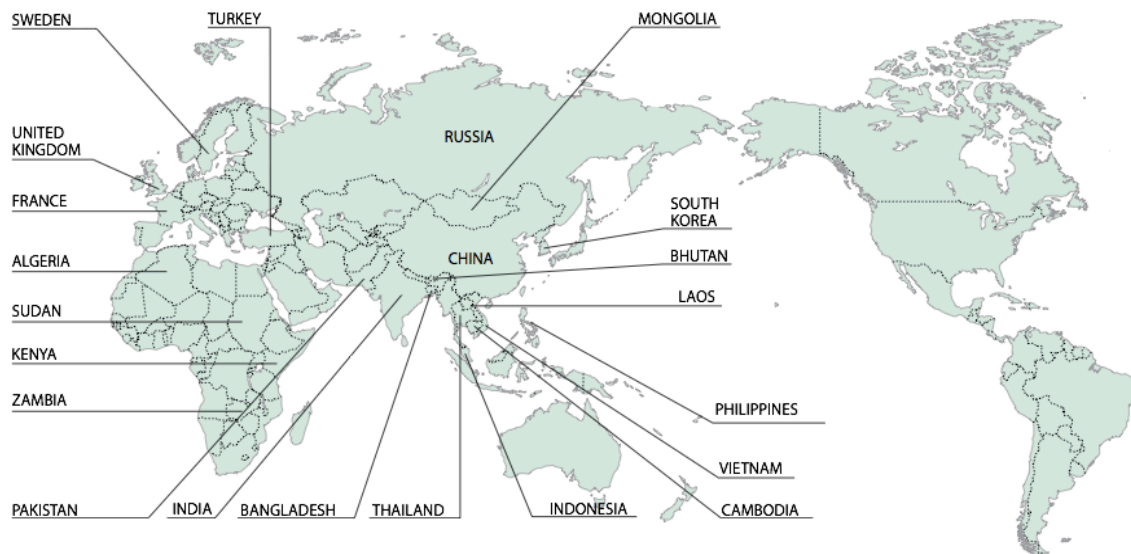 SWEDEN
TURKEY
MONGOLIA
UNITED
KINGDOM
RUSSIA
FRANCE
SOUTH
KOREA
ALGERIA
CHINA
BHUTAN
LAOS
SUDAN
KENYA
ZAMBIA
PHILIPPINES
VIETNAM
PAKISTAN
INDIA
BANGLADESH
THAILAND
INDONESIA
CAMBODIA